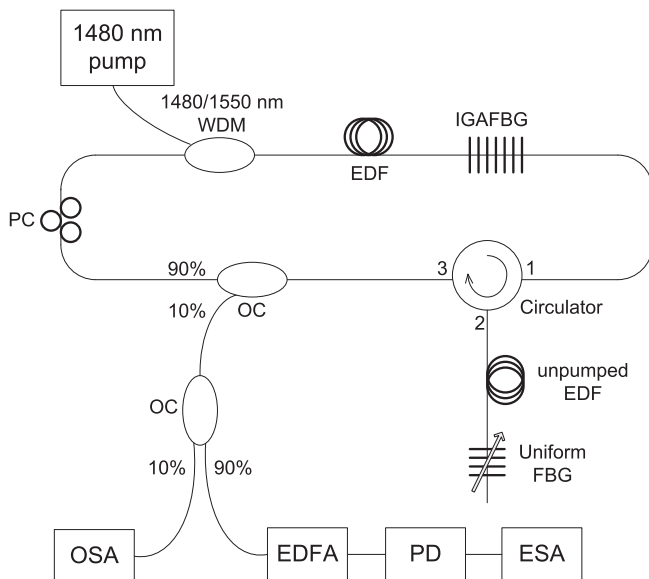 1480 nm
pump
1480/1550 nm
WDM
EDF
IGAFBG
PC
90%
10%
OC
3
1
2
Circulator
unpumped
EDF
OC
10%
90%
Uniform
FBG
OSA
EDFA
PD
ESA